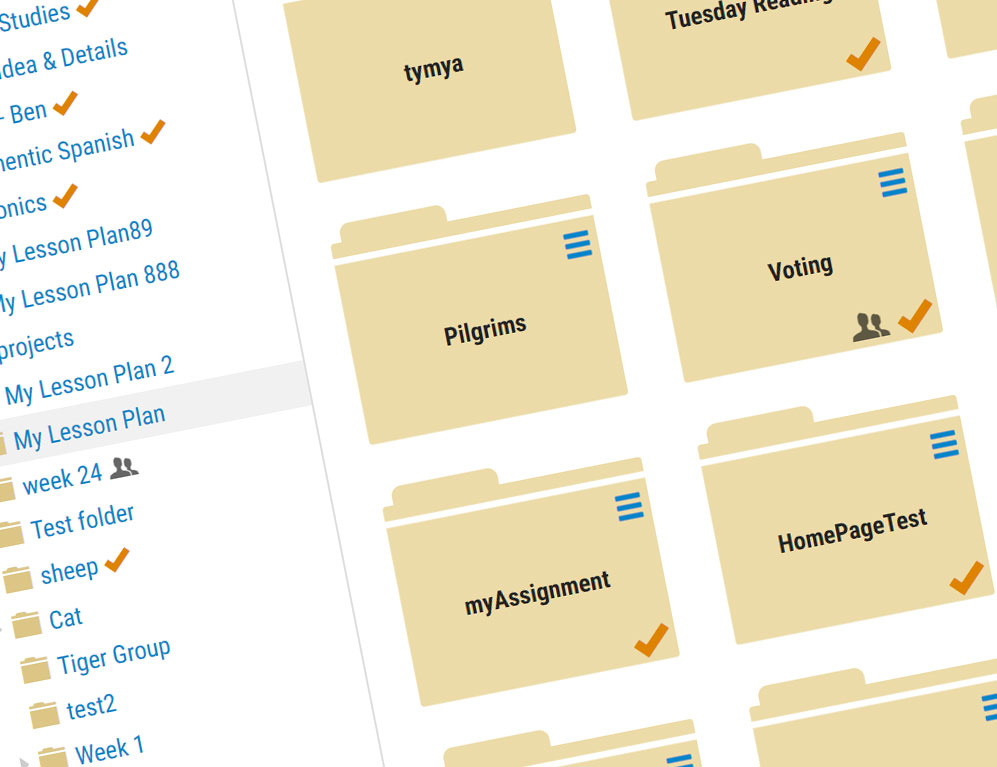 Studies
Idea & Details
- Ben
hentic Spanish
onics
y Lesson Plan89
My Lesson Plan 888
projects
My Lesson Plan 2
My Lesson Plan
week 24
Test folder
sheep
Cat
Tiger Group
test2
Week 1
tymya
Tuesday Reading
Pilgrims
Voting
myAssignment
HomePageTest